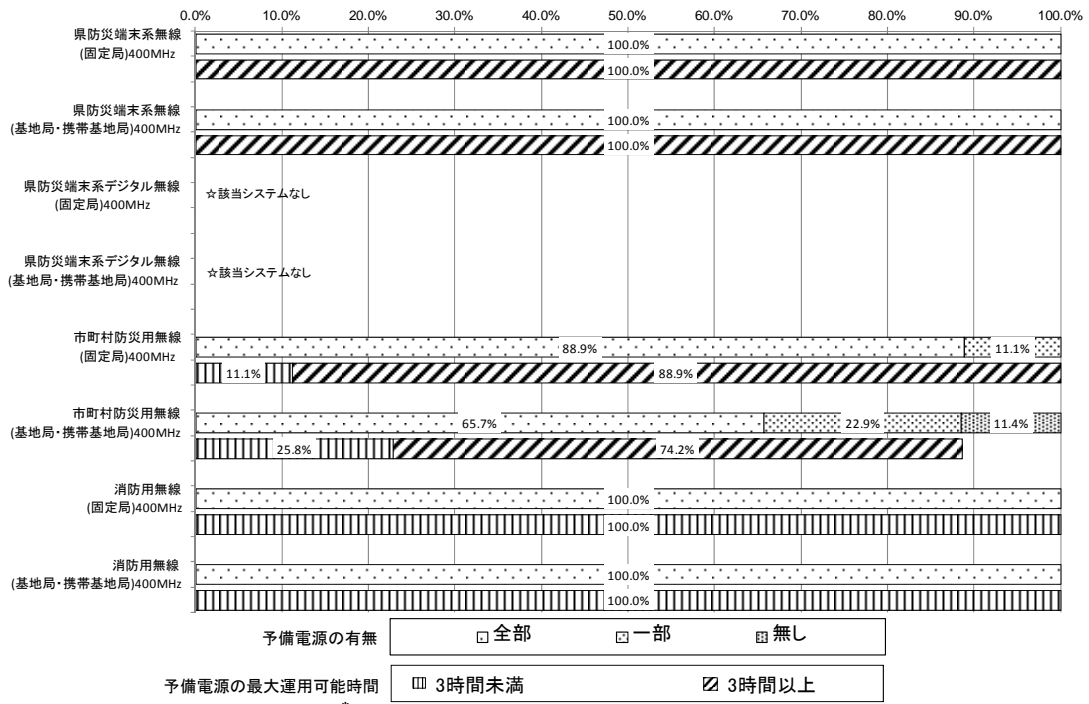 0.0% 10.0% 20.0% 30.0% 40.0% 50.0% 60.0% 70.0% 80.0% 90.0% 100.0%
県防災端末系無線
(固定局)400MHz
100.0%
100.0%
県防災端末系無線
(基地局・携帯基地局)400MHz
100.0%
100.0%
県防災端末系デジタル無線
(固定局)400MHz
☆該当システムなし
県防災端末系デジタル無線
(基地局・携帯基地局)400MHz
☆該当システムなし
市町村防災用無線
(固定局)400MHz
88.9% 11.1%
11.1% 88.9%
市町村防災用無線
(基地局・携帯基地局)400MHz
65.7% 22.9% 11.4%
25.8% 74.2%
消防用無線
(固定局)400MHz
100.0%
100.0%
消防用無線
(基地局・携帯基地局)400MHz
100.0%
100.0%
予備電源の有無 全部 一部 無し
予備電源の最大運用可能時間 3時間未満 3時間以上
*